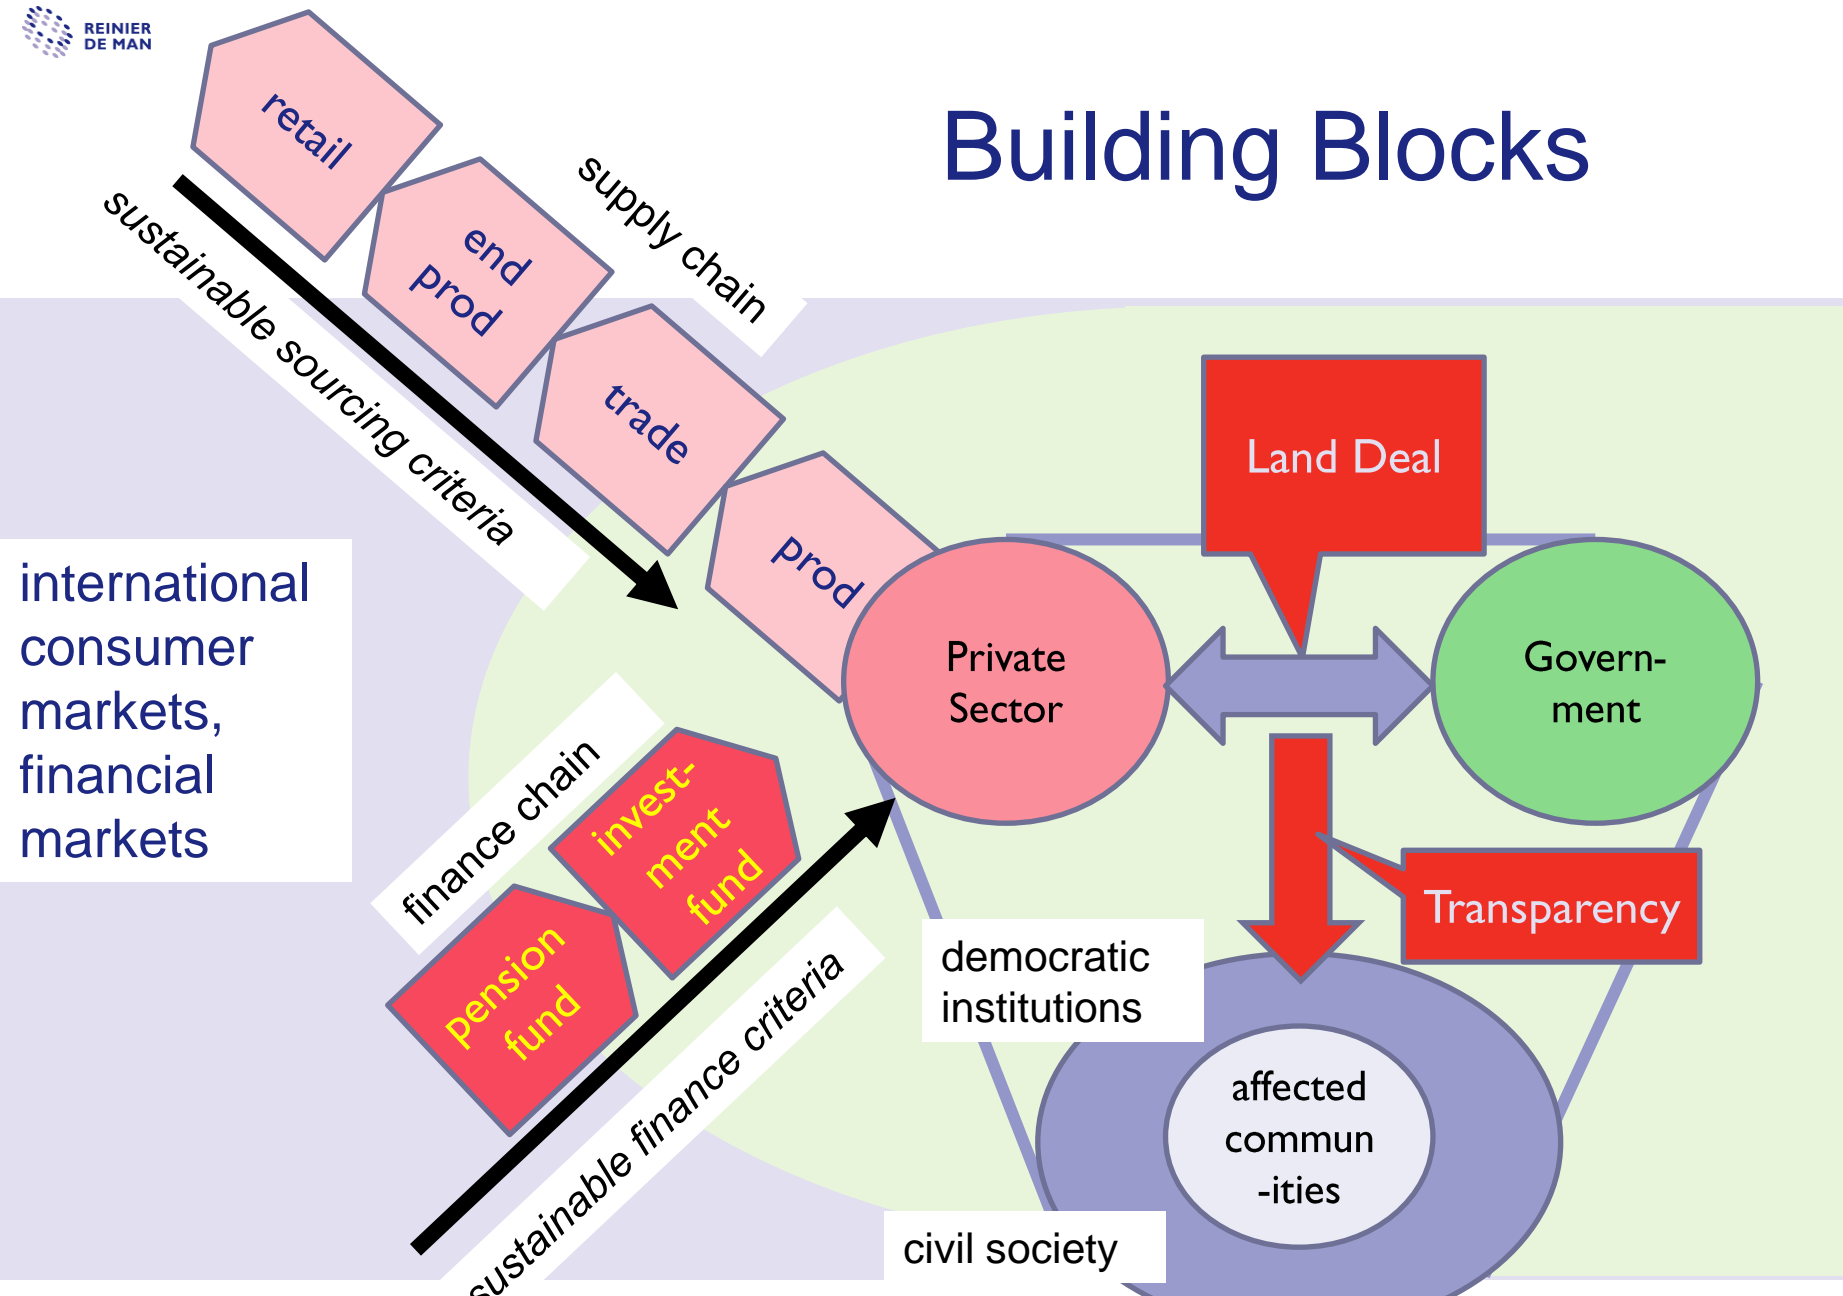 REINIER
DE MAN
Building Blocks
retail
end
prod
trade
prod
supply chain
sustainable sourcing criteria
international
consumer
markets,
financial
markets
Land Deal
Private
Sector
Govern-
ment
finance chain
invest-
ment
fund
pension
fund
sustainable finance criteria
Transparency
democratic
institutions
affected
commun
-ities
civil society